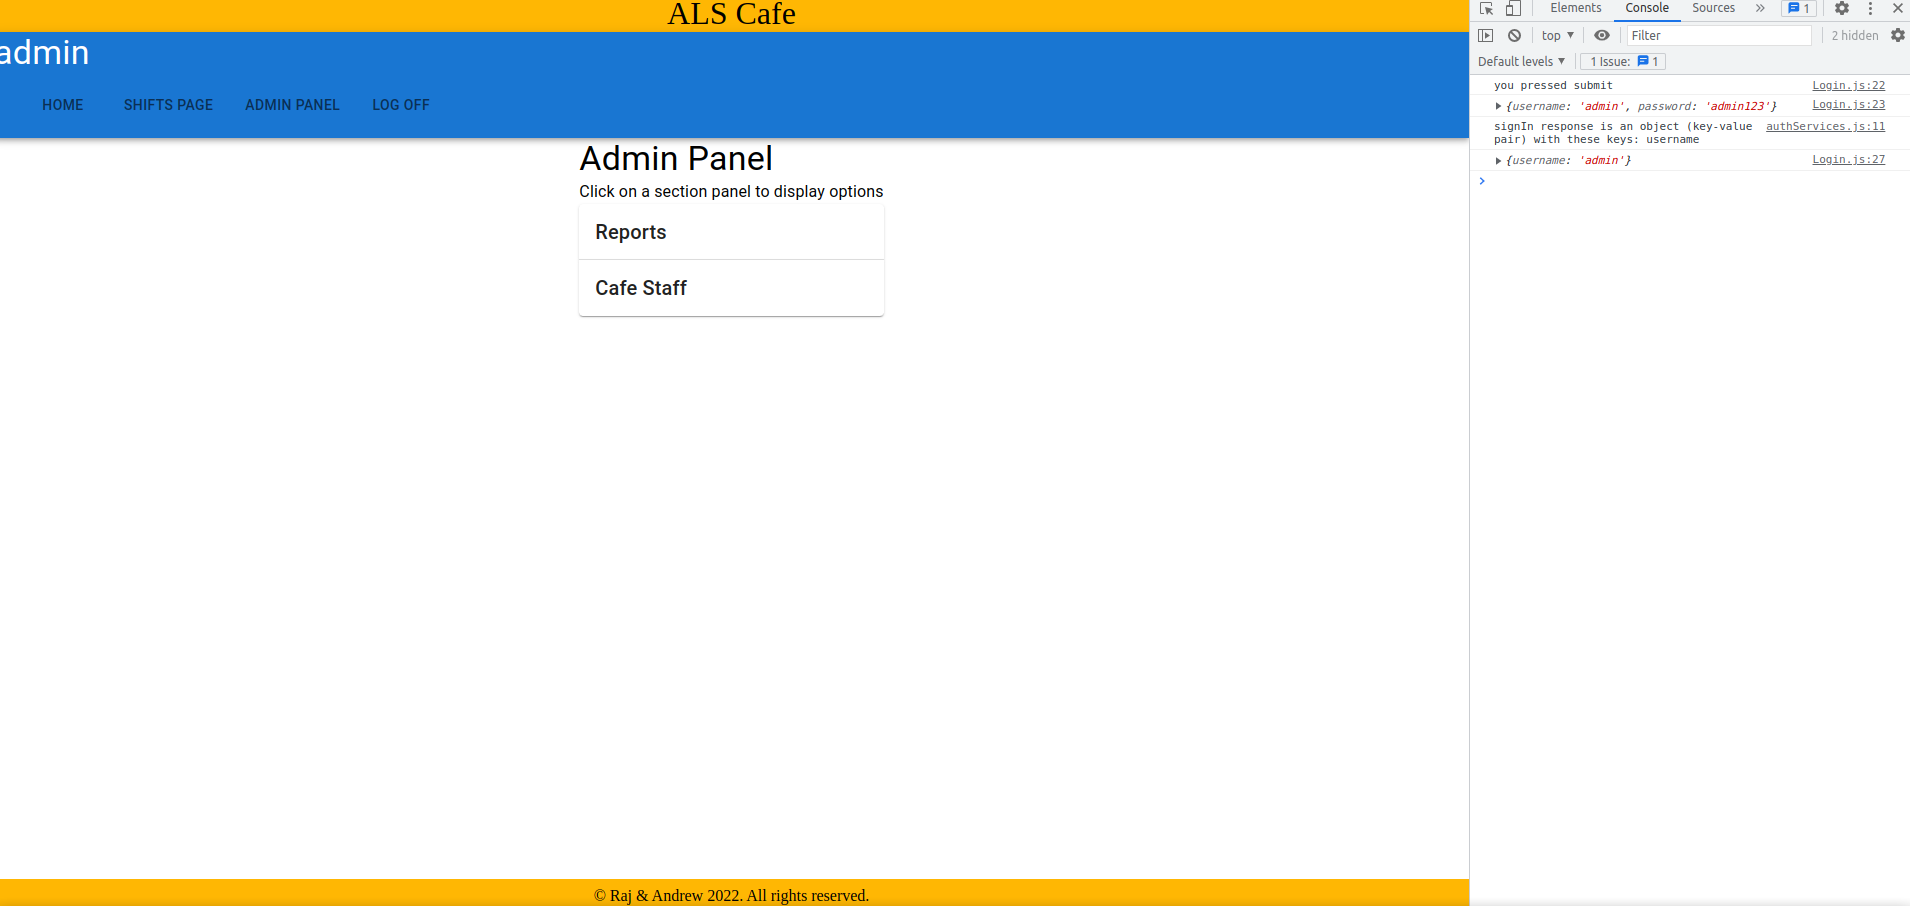 ALS Cafe
admin
HOME SHIFTS PAGE ADMIN PANEL LOG OFF
Admin Panel
Click on a section panel to display options
Reports
Cafe Staff
© Raj & Andrew 2022. All rights reserved.
Elements Console Sources » 1
top Filter 2 hidden
Default levels 1 Issue: 1
you pressed submit Login.js:22
{username: 'admin', password: 'admin123'} Login.js:23
signIn response is an object (key-value authServices.js:11
pair) with these keys: username
{username: 'admin'} Login.js:27